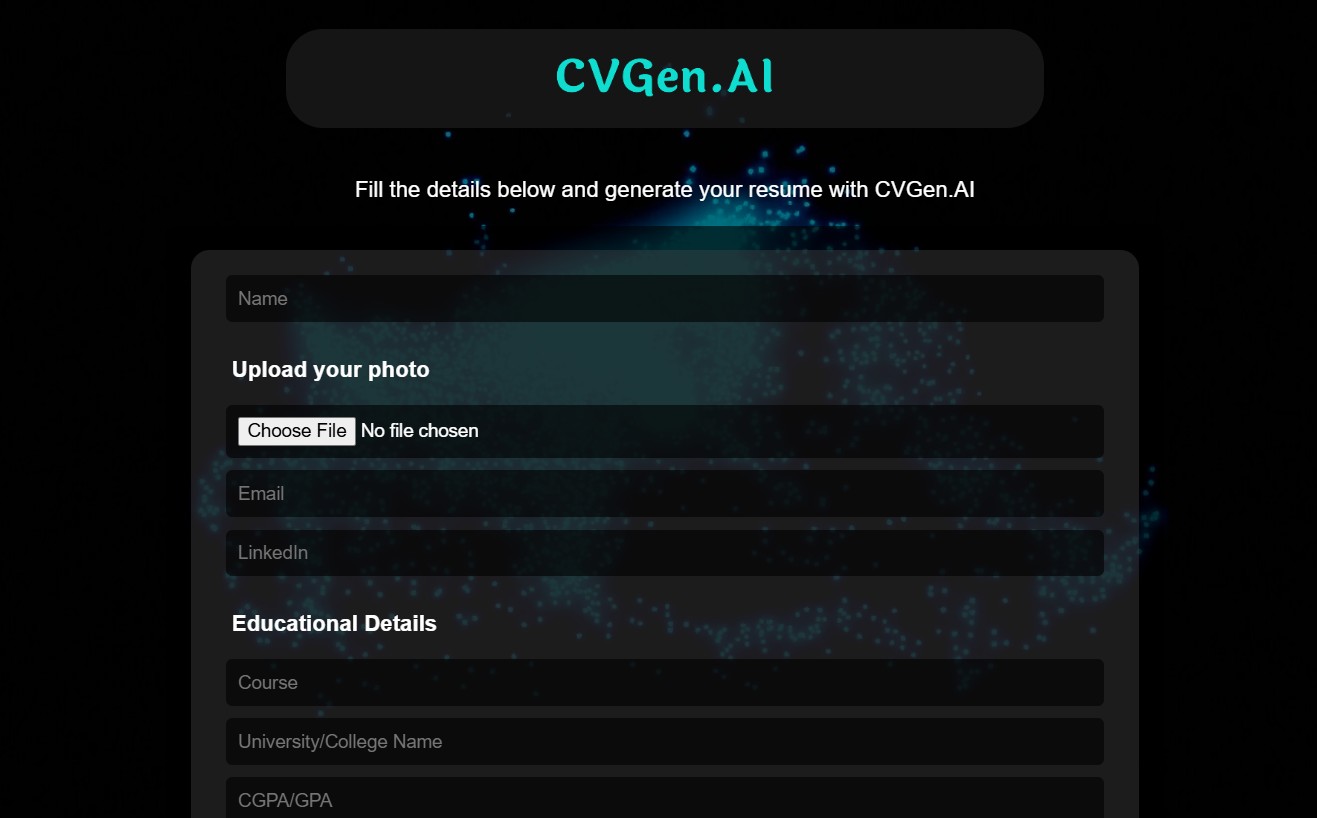 CVGen.AI
Fill the details below and generate your resume with CVGen.AI
Name
Upload your photo
Choose File No file chosen
Email
LinkedIn
Educational Details
Course
University/College Name
CGPA/GPA